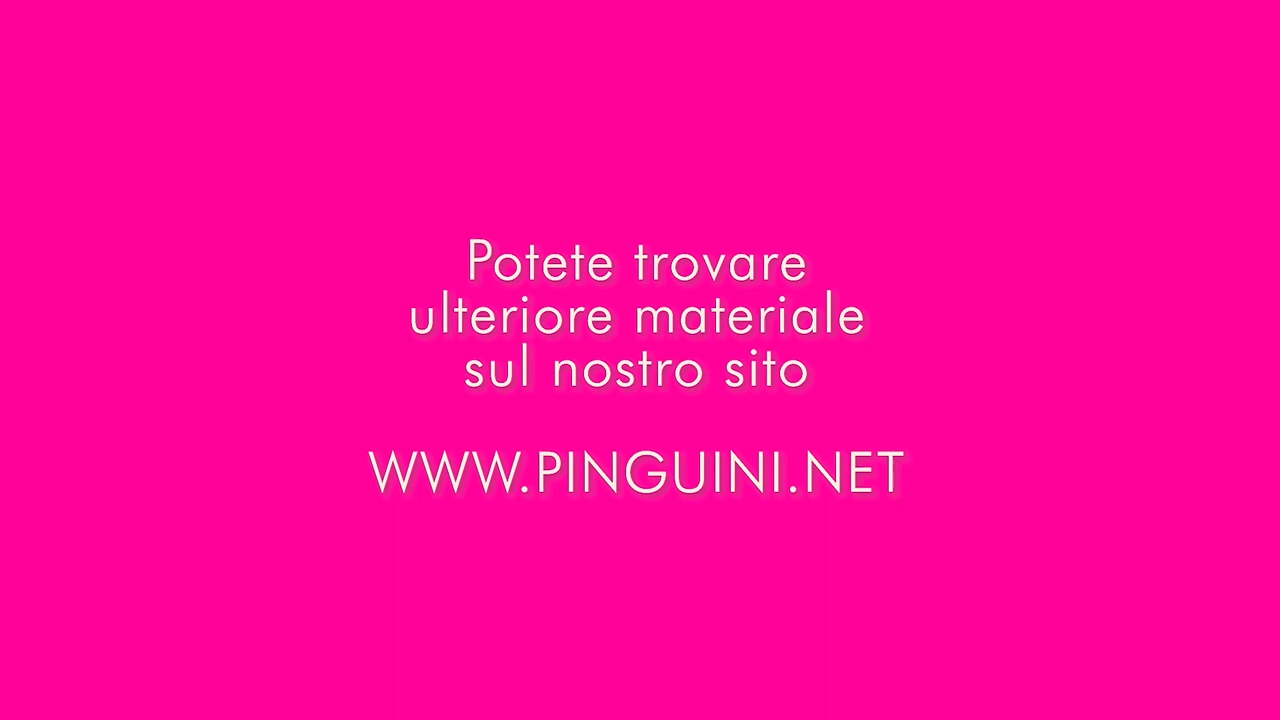 Potete trovare
ulteriore materiale
sul nostro sito
WWW.PINGUINI.NET